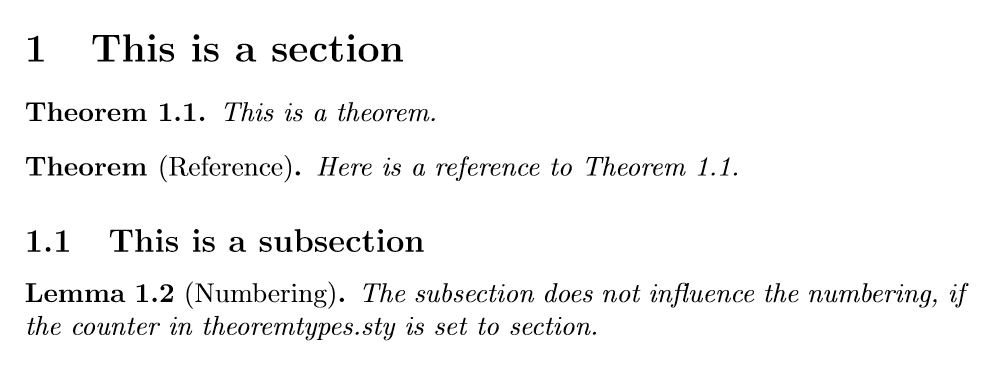 1 This is a section
Theorem 1.1. This is a theorem.
Theorem (Reference). Here is a reference to Theorem 1.1.
1.1 This is a subsection
Lemma 1.2 (Numbering). The subsection does not influence the numbering, if
the counter in theoremtypes.sty is set to section.